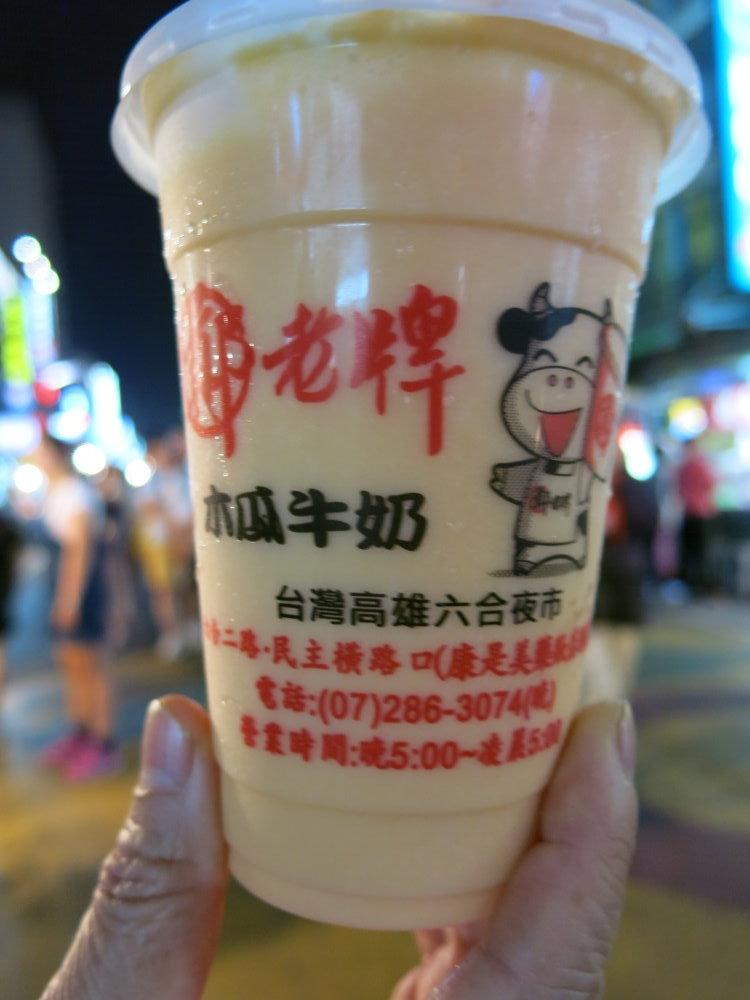 老牌
木瓜牛奶
台灣高雄六合夜市
二路·民主橫路口(康是美藥妝
電話:(07)286-3074(晚)
營業時間:晚5:00~凌晨5:00